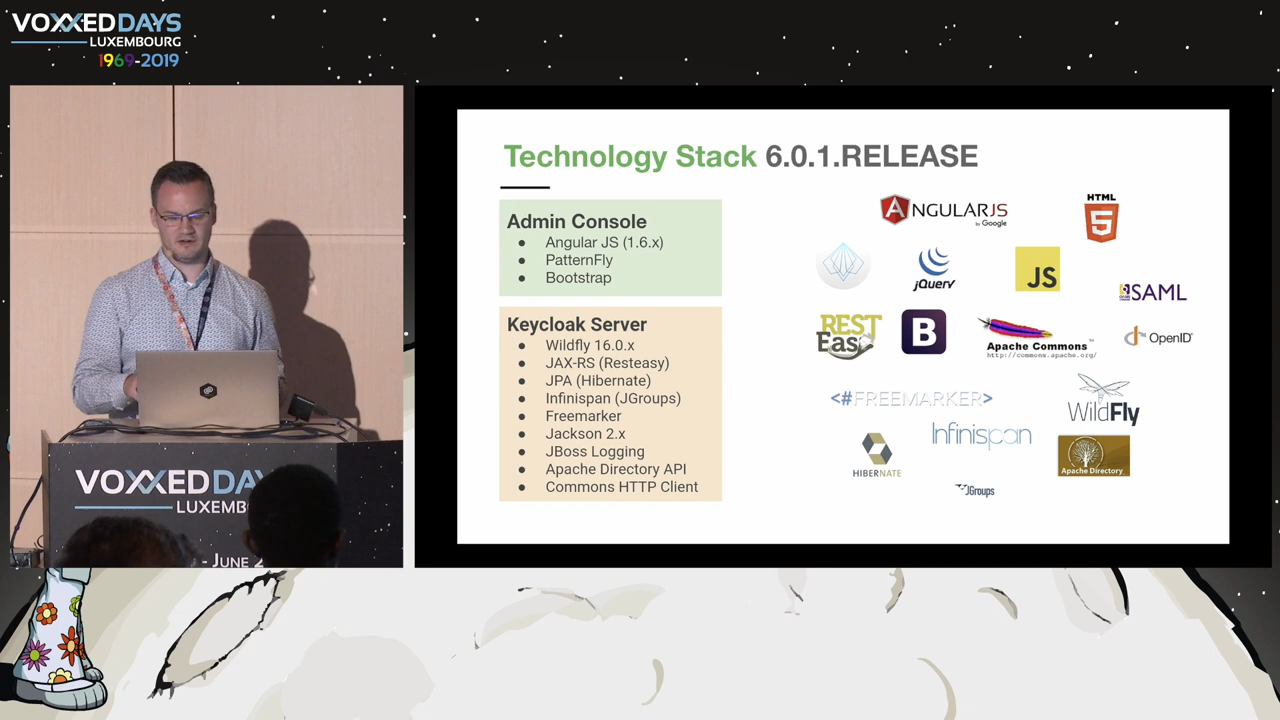 VOXXED DAYS
LUXEMBOURG
1969-2019
VOXXED DAY
LUXEMB
- JUNE 2
Technology Stack 6.0.1.RELEASE
Admin Console
● Angular JS (1.6.x)
● PatternFly
● Bootstrap
Keycloak Server
● Wildfly 16.0.x
● JAX-RS (Resteasy)
● JPA (Hibernate)
● Infinispan (JGroups)
● Freemarker
● Jackson 2.x
● JBoss Logging
● Apache Directory API
● Commons HTTP Client
A
ANGULARJS
by Google
HTML
5
jQuery
JS
SAML
RESTEasy
B
Apache Commons™
http://commons.apache.org/
OpenID
<#FREEMARKER>
WildFly
Infinispan
HIBERNATE
Apache Directory
JGroups